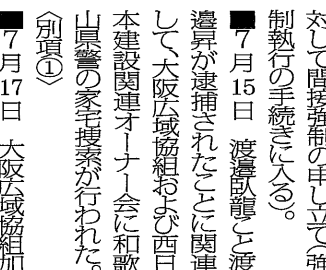 対して間接強制の申し立て（強
制執行の手続きに入る）。
■７月15日　渡邉臥龍こと渡
邉昇が逮捕されたことに関連
して、大阪広域協組および西日
本建設関連オーナー会に和歌
山県警の家宅捜索が行われた。
〈別項①〉
■７月17日　大阪広域協組加